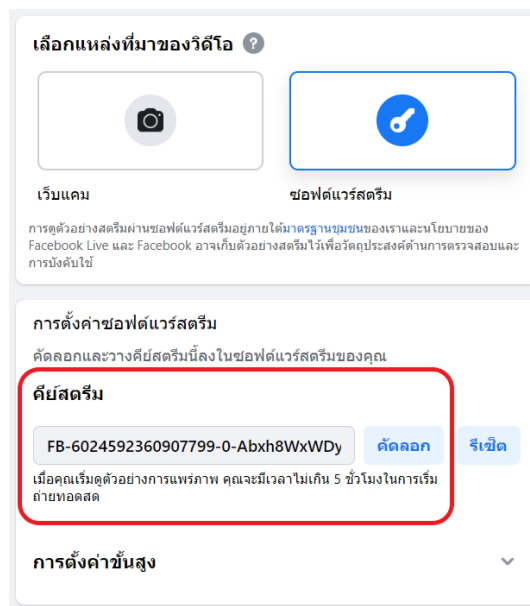 เลือกแหล่งที่มาของวิดีโอ ?
เว็บแคม
ซอฟต์แวร์สตรีม
การดูตัวอย่างสตรีมผ่านซอฟต์แวร์สตรีมอยู่ภายใต้มาตรฐานชุมชนของเราและนโยบายของ
Facebook Live และ Facebook อาจเก็บตัวอย่างสตรีมไว้เพื่อวัตถุประสงค์ด้านการตรวจสอบและ
การบังคับใช้
การตั้งค่าซอฟต์แวร์สตรีม
คัดลอกและวางคีย์สตรีมนี้ลงในซอฟต์แวร์สตรีมของคุณ
คีย์สตรีม
FB-6024592360907799-0-Abxh8WxWDy
คัดลอก
รีเซ็ต
เมื่อคุณเริ่มดูตัวอย่างการแพร่ภาพ คุณจะมีเวลาไม่เกิน 5 ชั่วโมงในการเริ่ม
ถ่ายทอดสด
การตั้งค่าขั้นสูง